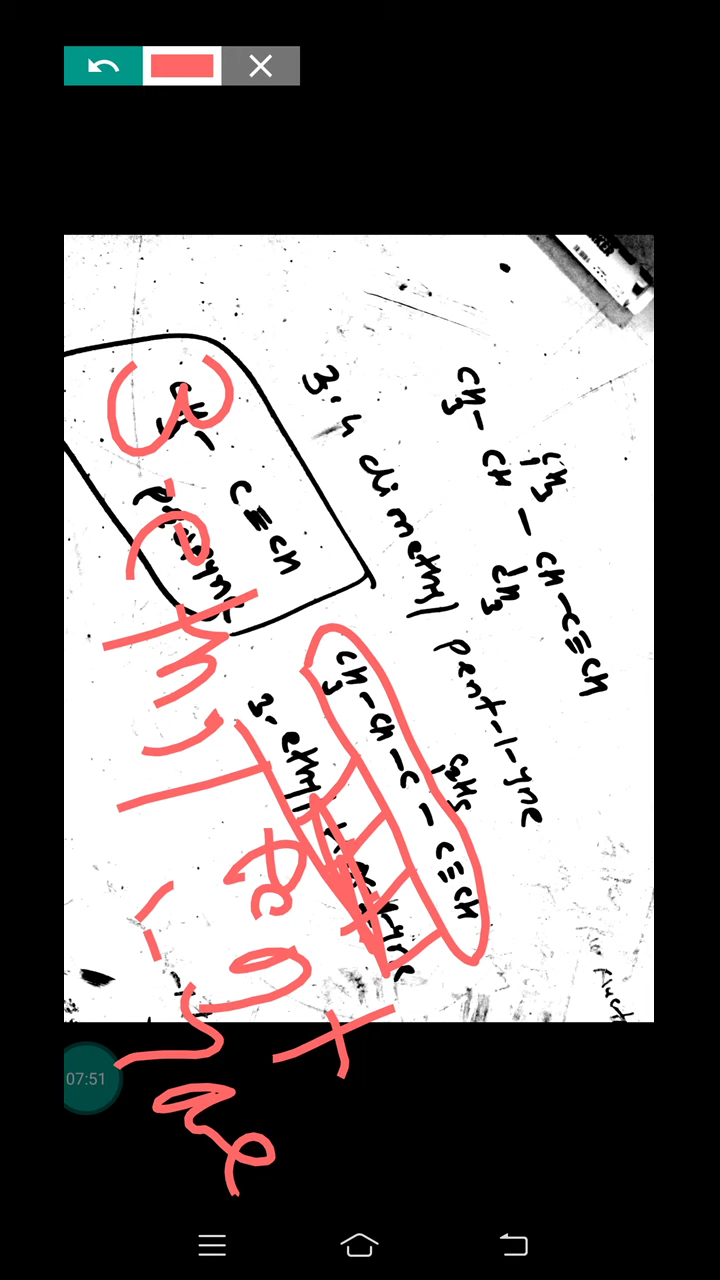 CH3 - CH - CH - C≡CH
CH3
CH3
3.4 dimethyl pent-1-yne
CH3 - CH - C - C≡CH
C2H5
3. ethyl
C≡CH
3-ethyl pent
1-yne
07:51